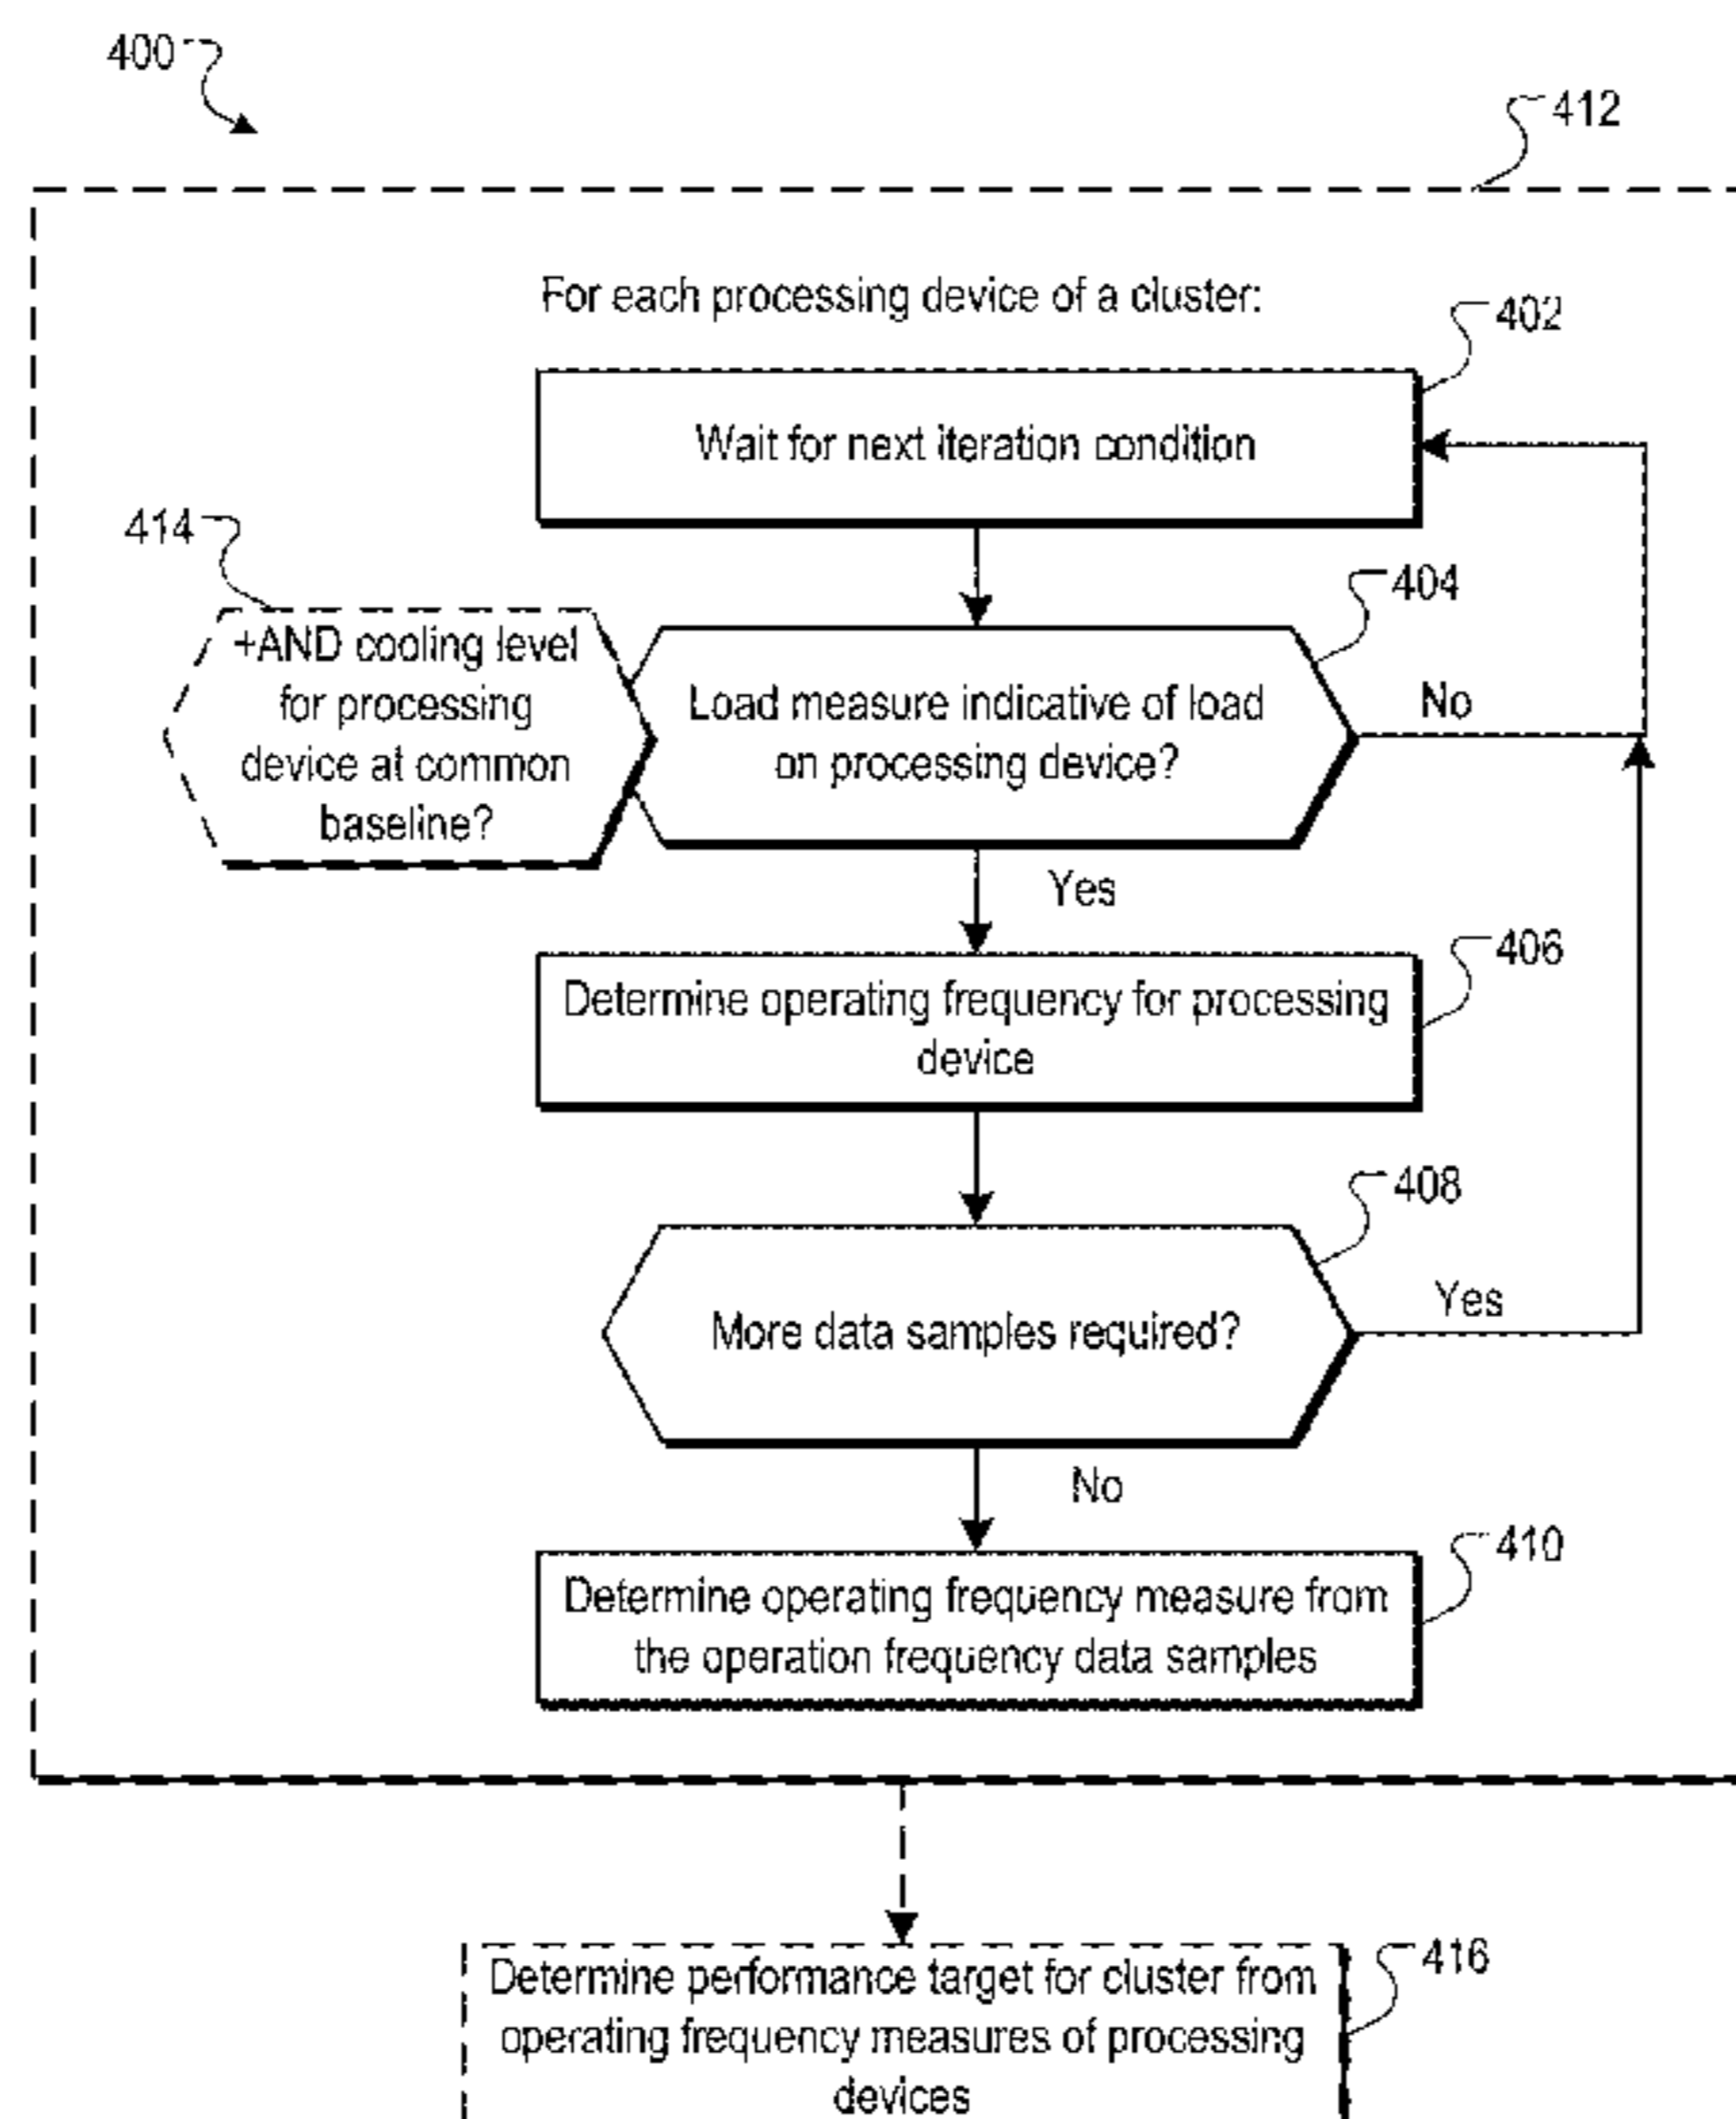 400
412
For each processing device of a cluster:
402
Wait for next iteration condition
414
404
+AND cooling level
for processing
device at common
baseline?
Load measure indicative of load
on processing device?
No
Yes
406
Determine operating frequency for processing
device
408
More data samples required?
Yes
No
410
Determine operating frequency measure from
the operation frequency data samples
416
Determine performance target for cluster from
operating frequency measures of processing
devices